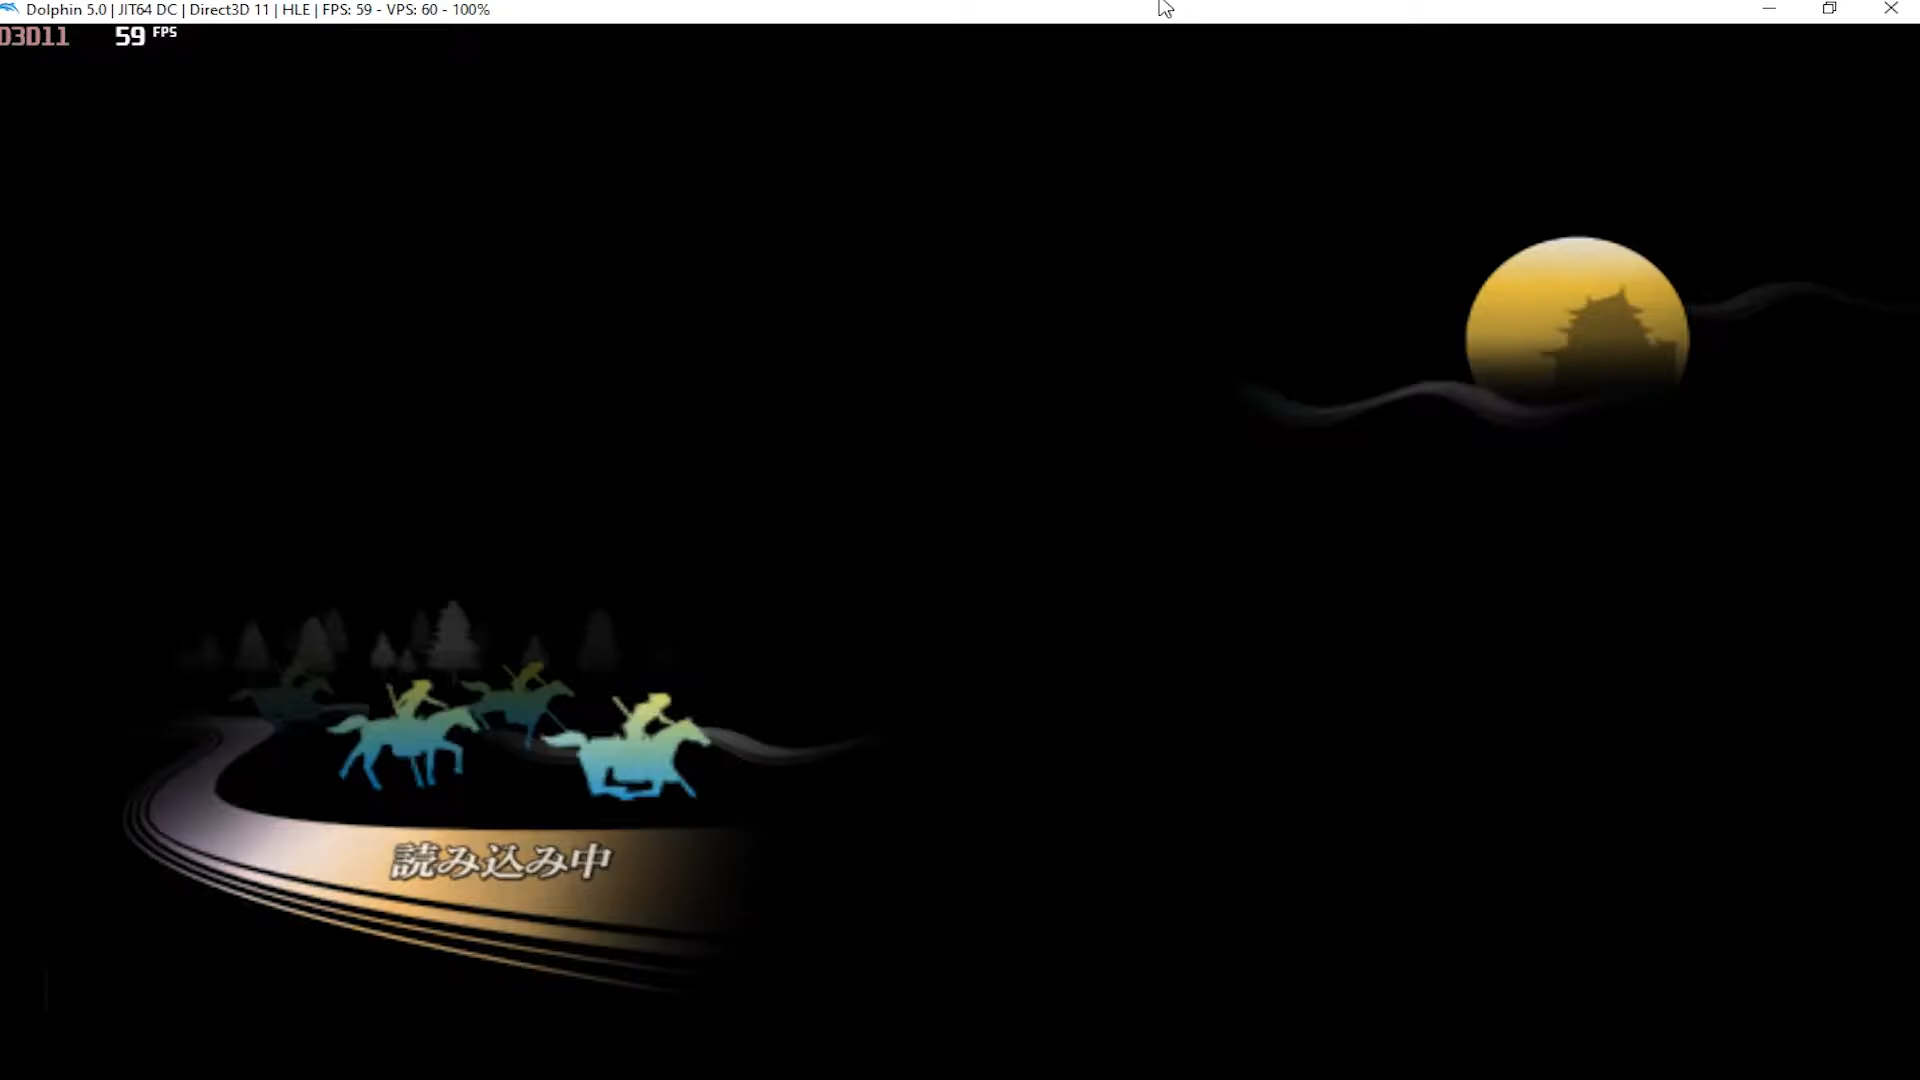 Dolphin 5.0 | JIT64 DC | Direct3D 11 | HLE | FPS: 59 - VPS: 60 - 100%
D3D11 59 FPS
読み込み中